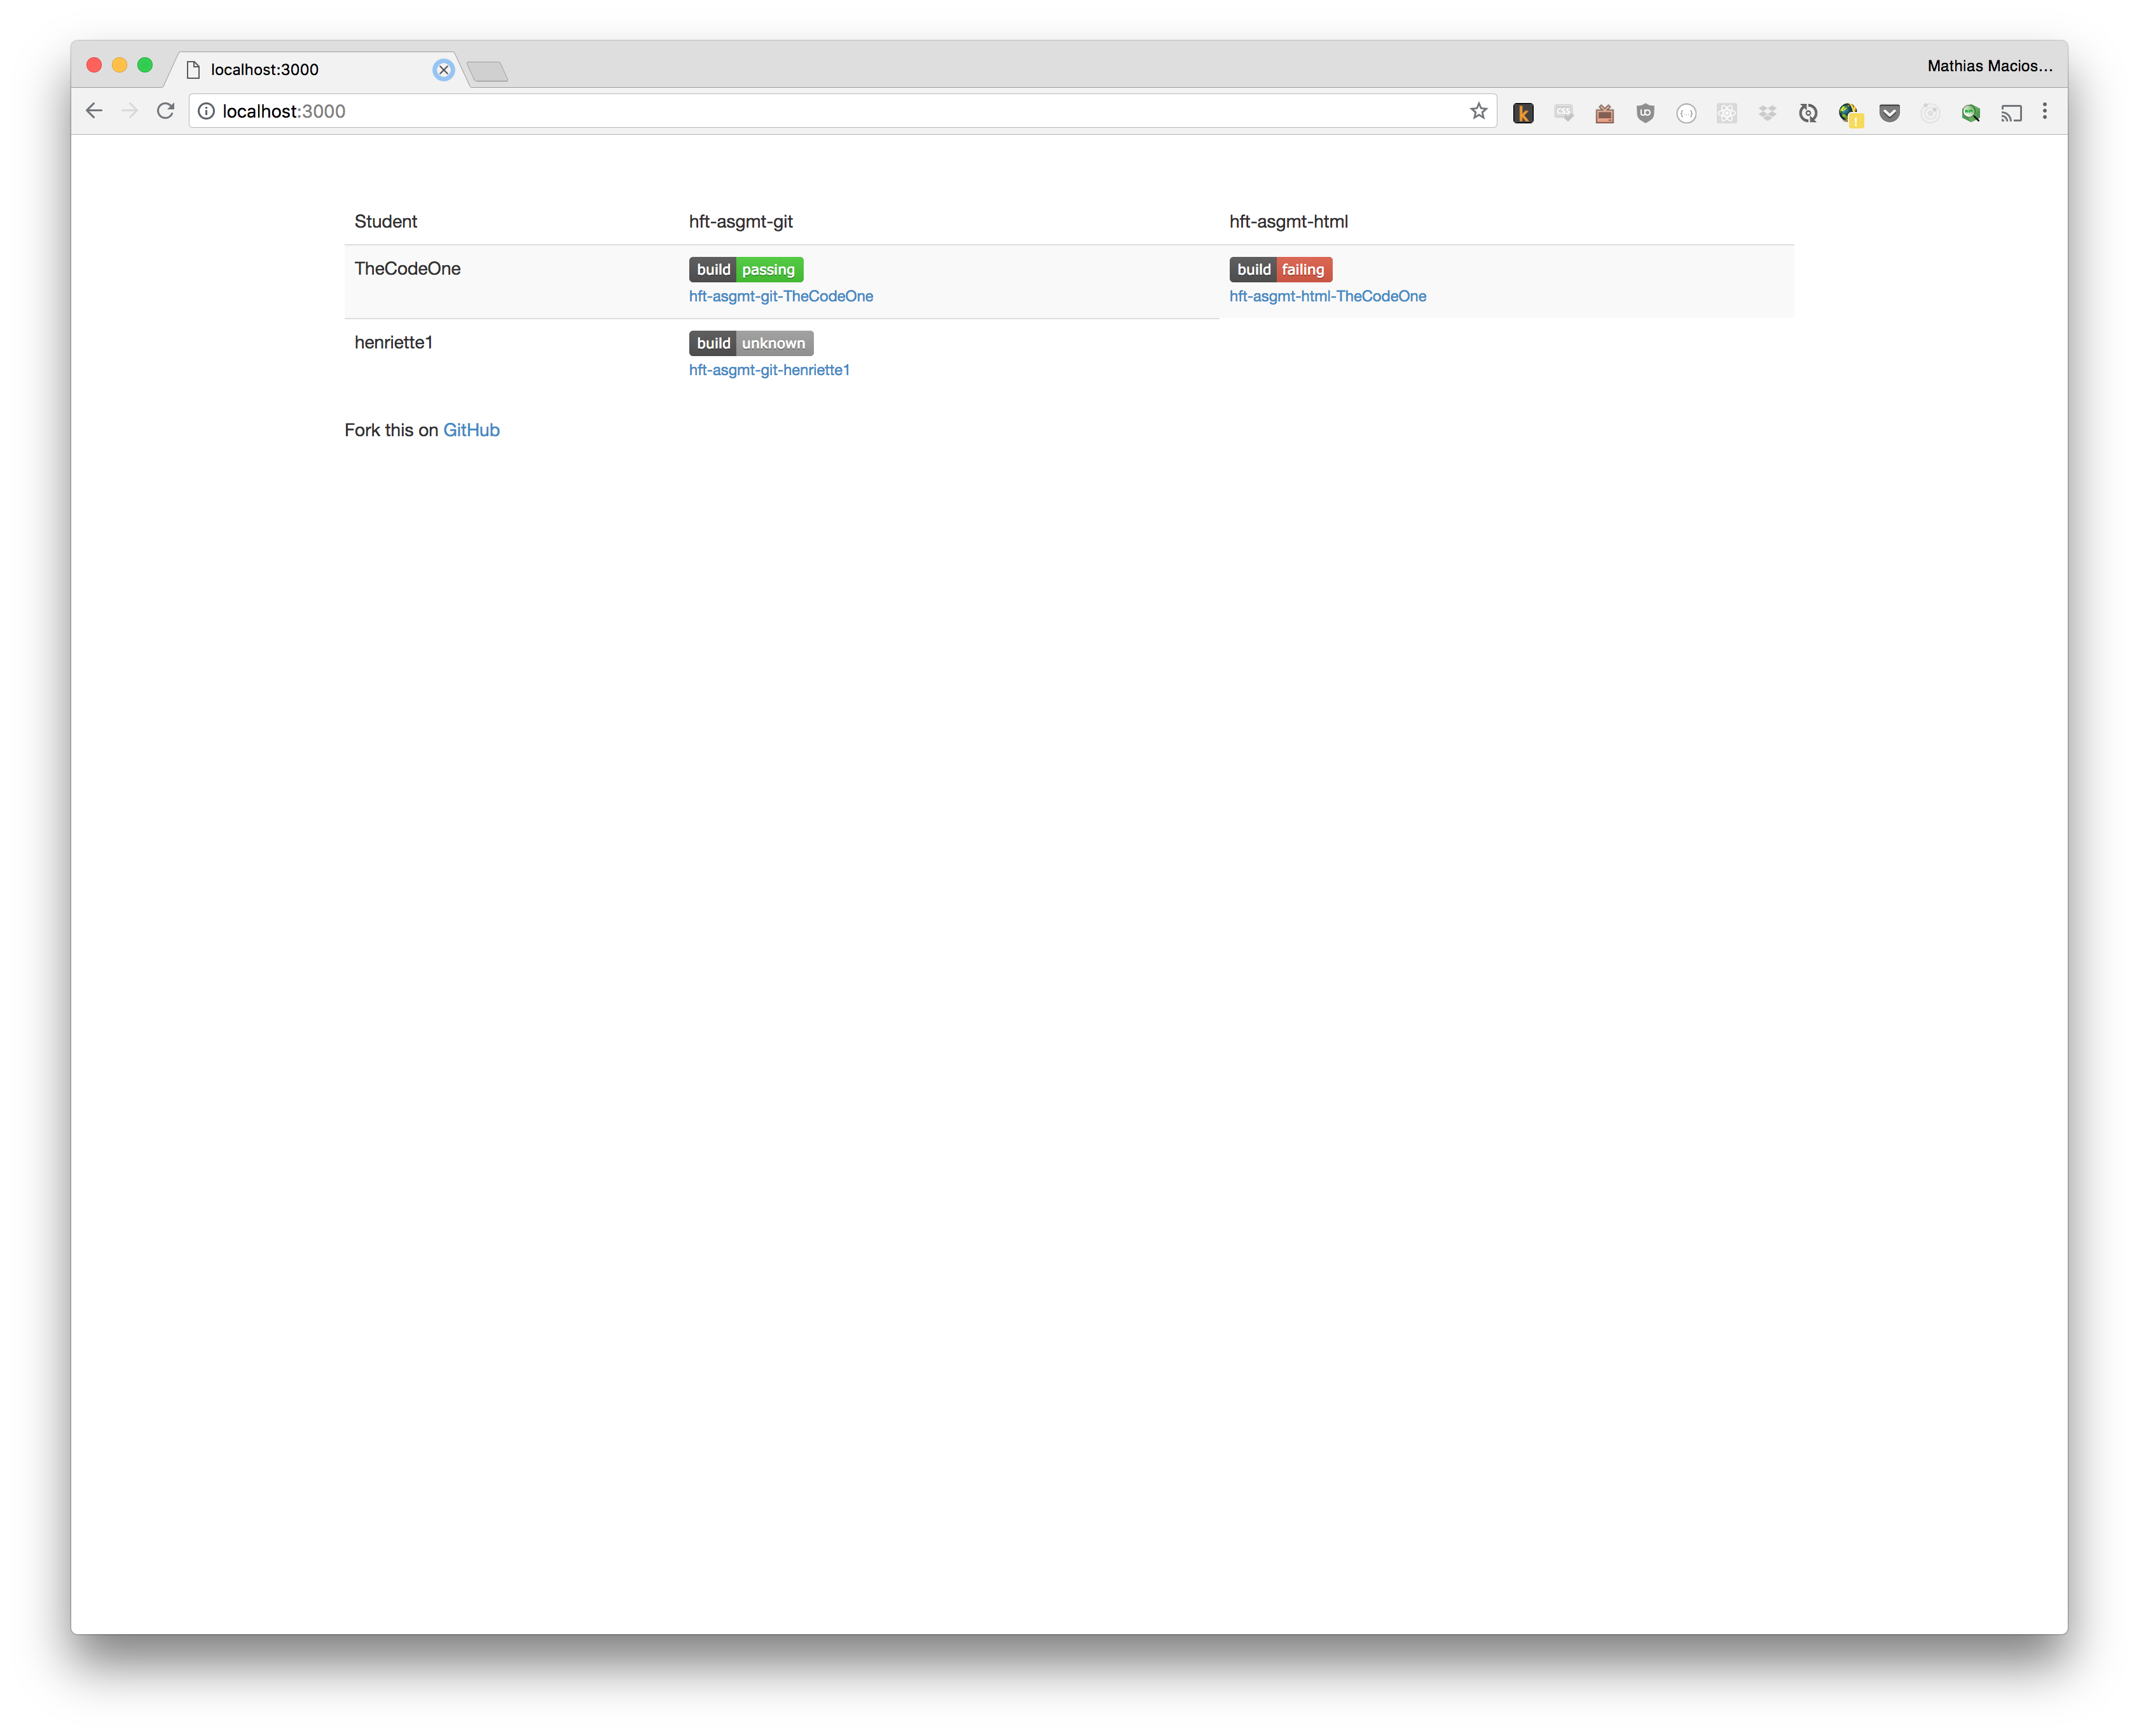 localhost:3000
Mathias Macios...
localhost:3000
Student hft-asgmt-git hft-asgmt-html
TheCodeOne build passing build failing
hft-asgmt-git-TheCodeOne hft-asgmt-html-TheCodeOne
henriette1 build unknown
hft-asgmt-git-henriette1
Fork this on GitHub